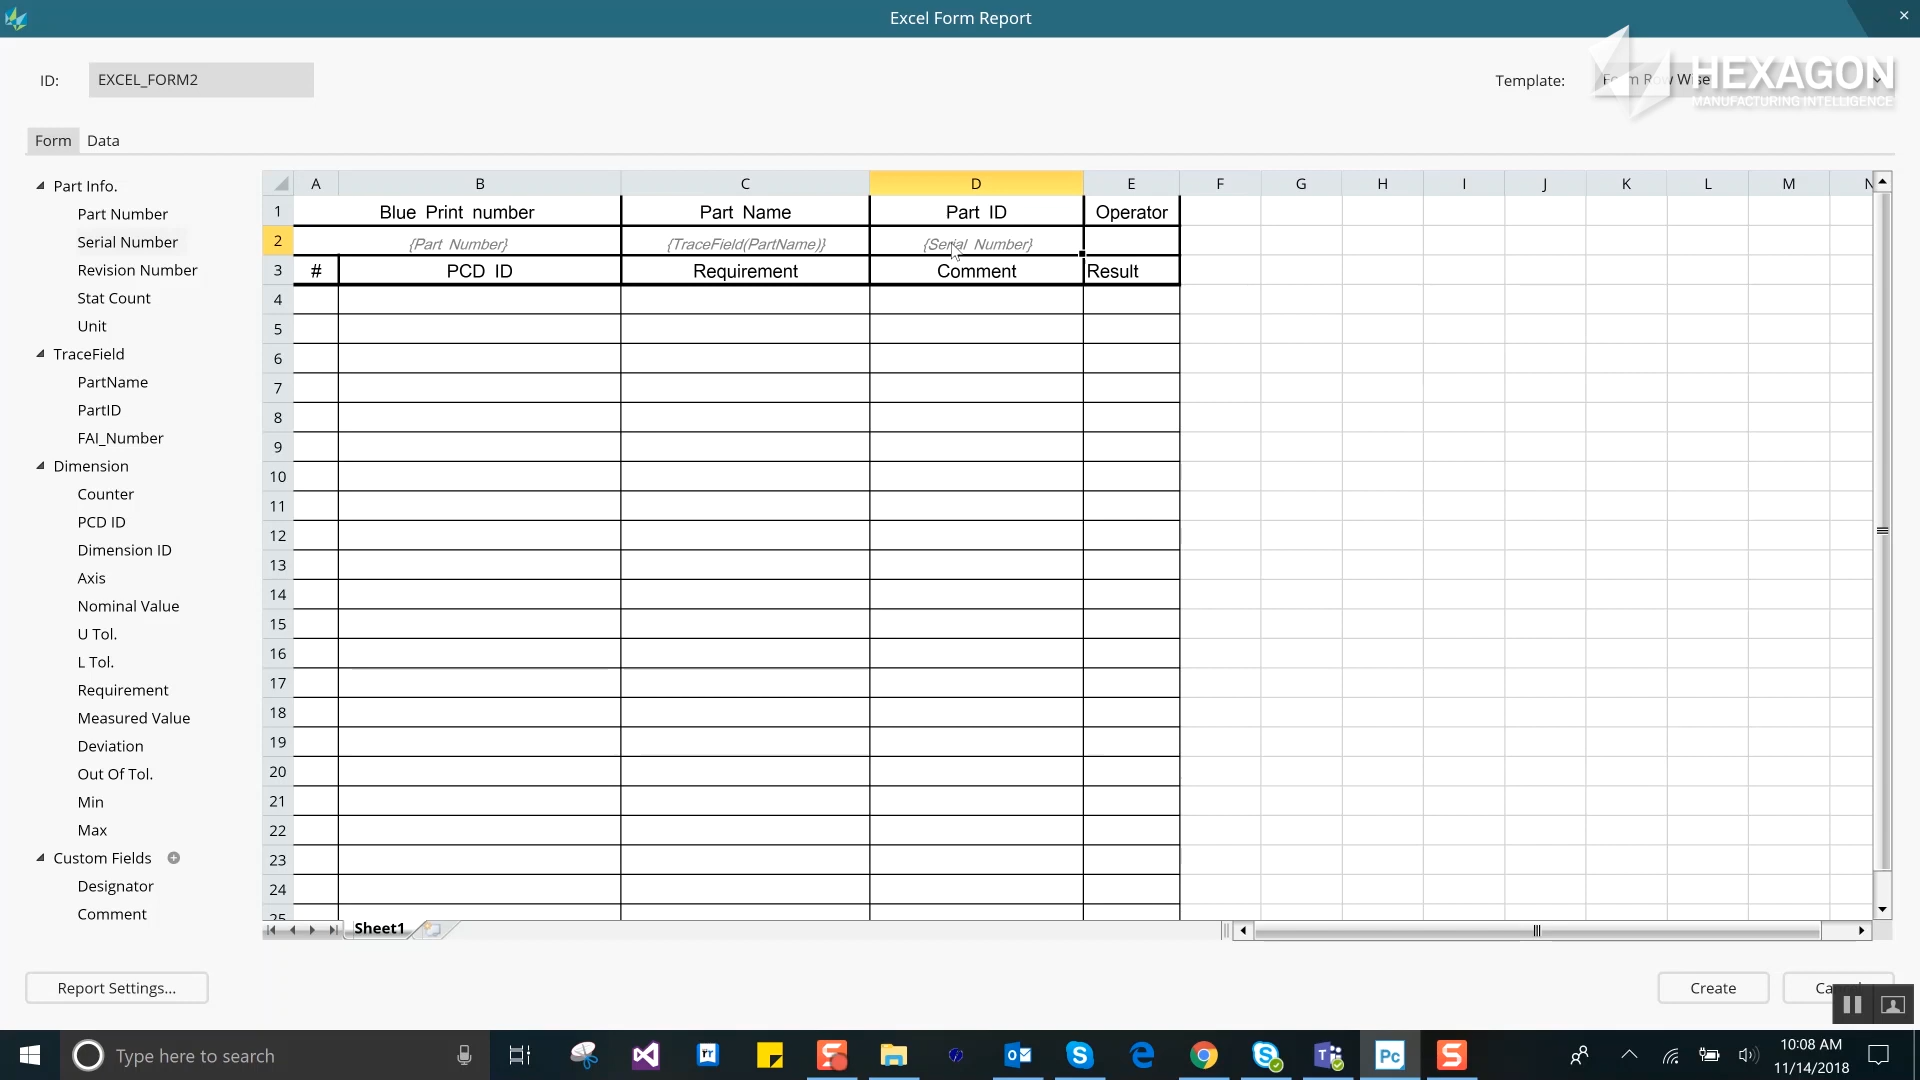 Excel Form Report
ID: EXCEL_FORM2
Template: Form Row Wise
HEXAGON
MANUFACTURING INTELLIGENCE
Form Data
Part Info.
Part Number
Serial Number
Revision Number
Stat Count
Unit
TraceField
PartName
PartID
FAI_Number
Dimension
Counter
PCD ID
Dimension ID
Axis
Nominal Value
U Tol.
L Tol.
Requirement
Measured Value
Deviation
Out Of Tol.
Min
Max
Custom Fields
Designator
Comment
A B C D E F G H I J K L M N
1 Blue Print number Part Name Part ID Operator
2 {Part Number} {TraceField(PartName)} {Serial Number}
3 # PCD ID Requirement Comment Result
4
5
6
7
8
9
10
11
12
13
14
15
16
17
18
19
20
21
22
23
24
25
Sheet1
Report Settings...
Create
Type here to search
10:08 AM
11/14/2018